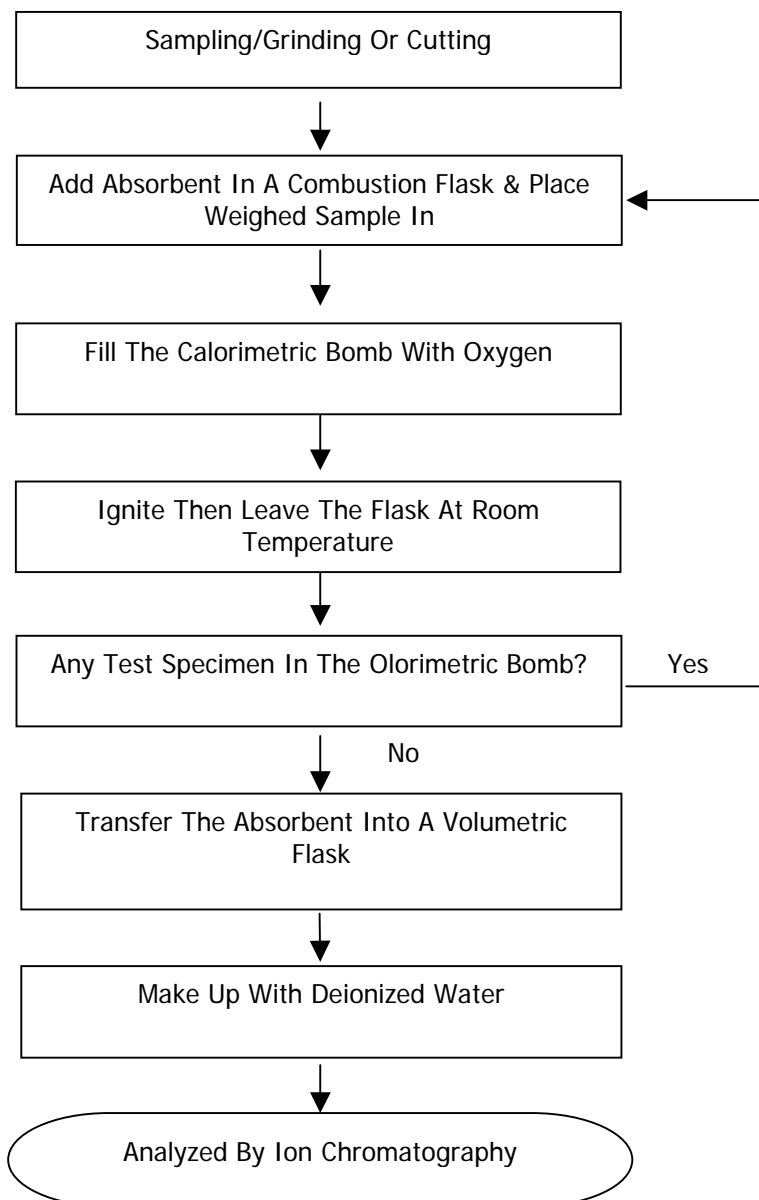 Sampling/Grinding Or Cutting
Add Absorbent In A Combustion Flask & Place
Weighed Sample In
Fill The Calorimetric Bomb With Oxygen
Ignite Then Leave The Flask At Room
Temperature
Any Test Specimen In The Olorimetric Bomb?
Yes
No
Transfer The Absorbent Into A Volumetric
Flask
Make Up With Deionized Water
Analyzed By Ion Chromatography